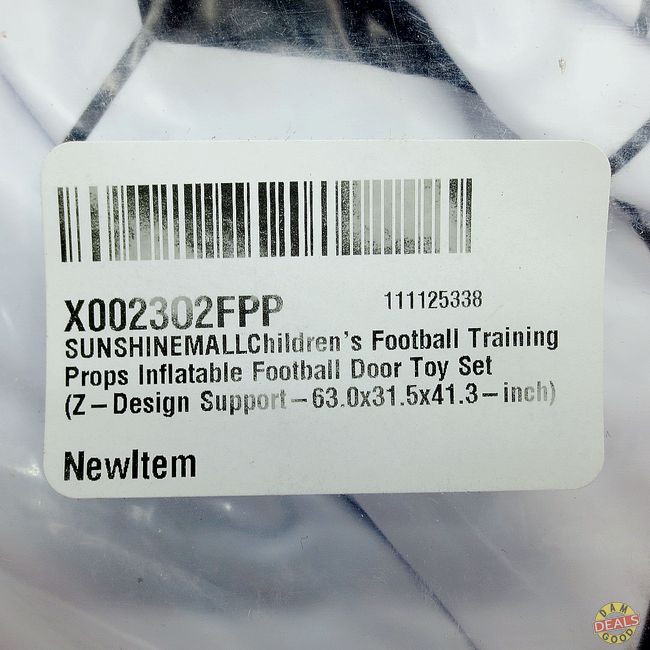 X002302FPP 111125338
SUNSHINEMALLChildren's Football Training
Props Inflatable Football Door Toy Set
(Z-Design Support-63.0x31.5x41.3-inch)
NewItem
DAM
DEALS
GOOD